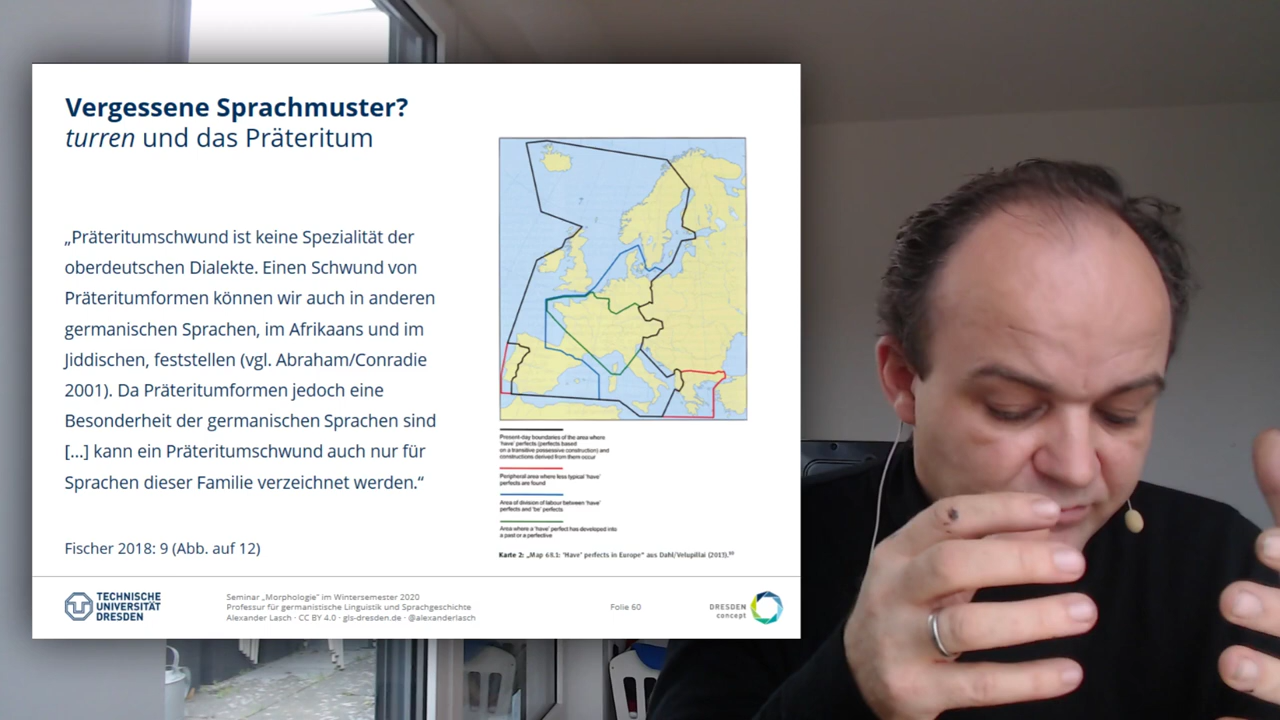 Vergessene Sprachmuster?
turren und das Präteritum
„Präteritumschwund ist keine Spezialität der
oberdeutschen Dialekte. Einen Schwund von
Präteritumformen können wir auch in anderen
germanischen Sprachen, im Afrikaans und im
Jiddischen, feststellen (vgl. Abraham/Conradie
2001). Da Präteritumformen jedoch eine
Besonderheit der germanischen Sprachen sind
[...] kann ein Präteritumschwund auch nur für
Sprachen dieser Familie verzeichnet werden.“
Fischer 2018: 9 (Abb. auf 12)
Present-day boundaries of the area where
'have' perfects (perfects based
on a transitive possessive construction) and
constructions derived from them occur
Peripheral area where less typical 'have'
perfects are found
Area of division of labour between 'have'
perfects and 'be' perfects
Area where a 'have' perfect has developed into
a past or a perfective
Karte 2: „Map 68.1: 'Have' perfects in Europe“ aus Dahl/Velupillai (2013).
TECHNISCHE
UNIVERSITÄT
DRESDEN
Seminar „Morphologie“ im Wintersemester 2020
Professur für germanistische Linguistik und Sprachgeschichte
Alexander Lasch · CC BY 4.0 · gls-dresden.de · @alexanderlasch
Folie 60
DRESDEN
concept